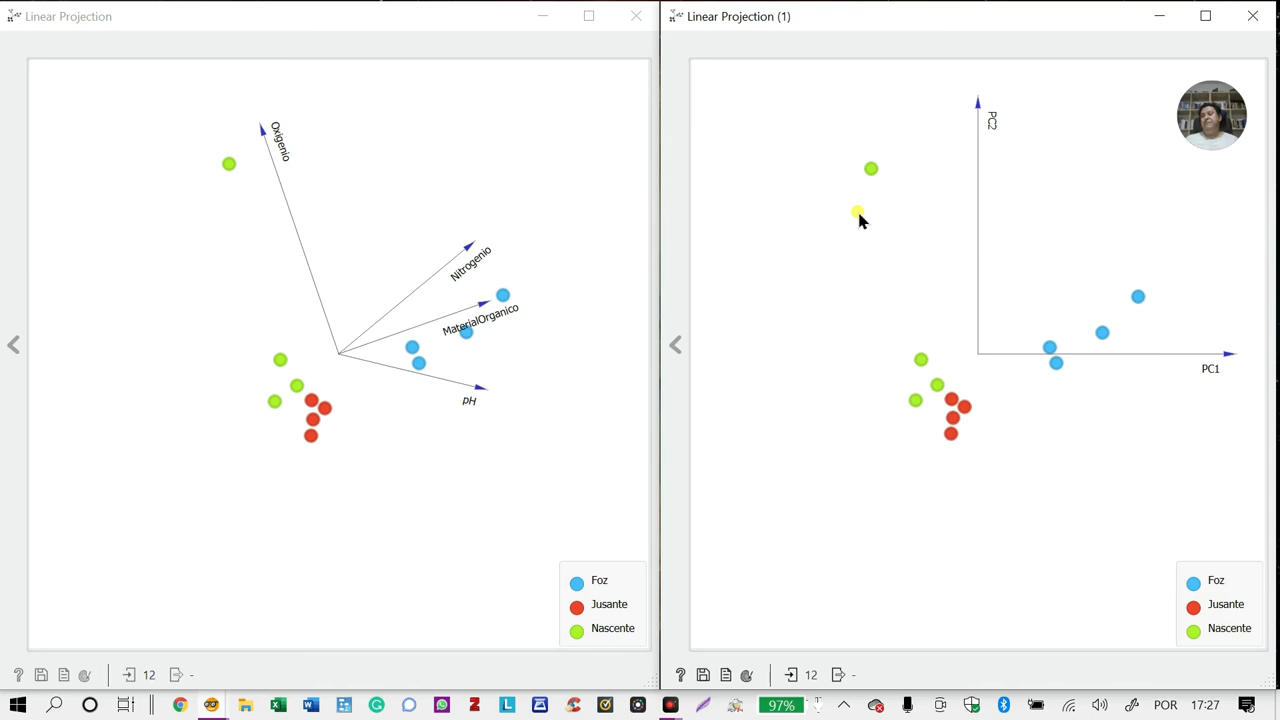 Linear Projection
Oxigenio
Nitrogenio
MaterialOrganico
pH
Foz
Jusante
Nascente
? 12 -
Linear Projection (1)
PC2
PC1
Foz
Jusante
Nascente
? 12 -
97%
POR 17:27